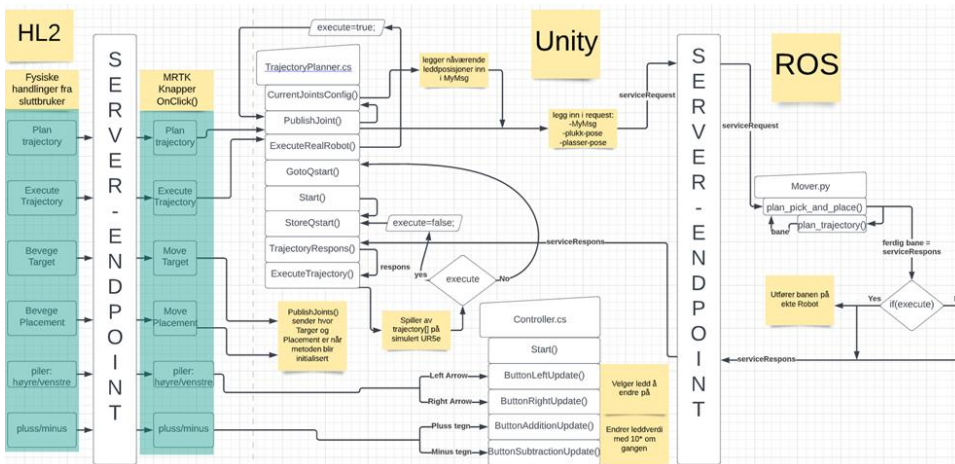 HL2
Fysiske
handlinger fra
sluttbruker
Plan
trajectory
Execute
Trajectory
Bevege
Target
Bevege
Placement
piler:
høyre/venstre
pluss/minus
SERVER-ENDPOINT
MRTK
Knapper
OnClick()
Plan
trajectory
Execute
Trajectory
Move
Target
Move
Placement
piler:
høyre/venstre
pluss/minus
Unity
execute=true;
TrajectoryPlanner.cs
CurrentJointsConfig()
PublishJoint()
ExecuteRealRobot()
GotoQstart()
Start()
StoreQstart()
TrajectoryRespons()
ExecuteTrajectory()
legger nåværende
leddposisjoner inn
i MyMsg
legg inn i request:
-MyMsg
-plukk-pose
-plasser-pose
serviceRequest
execute=false;
respons
yes
execute
No
serviceRespons
PublishJoints()
sender hvor
Targer og
Placement er når
metoden blir
initialisert
Spiller av
trajectory[] på
simulert UR5e
Controller.cs
Start()
Left Arrow
ButtonLeftUpdate()
Right Arrow
ButtonRightUpdate()
Pluss tegn
ButtonAdditionUpdate()
Minus tegn
ButtonSubtractionUpdate()
Velger ledd å
endre på
Endrer leddverdi
med 10* om
gangen
SERVER-ENDPOINT
ROS
serviceRequest
Mover.py
plan_pick_and_place()
bane
plan_trajectory()
ferdig bane =
serviceRespons
Utfører banen på
ekte Robot
Yes
if(execute)
serviceRespons